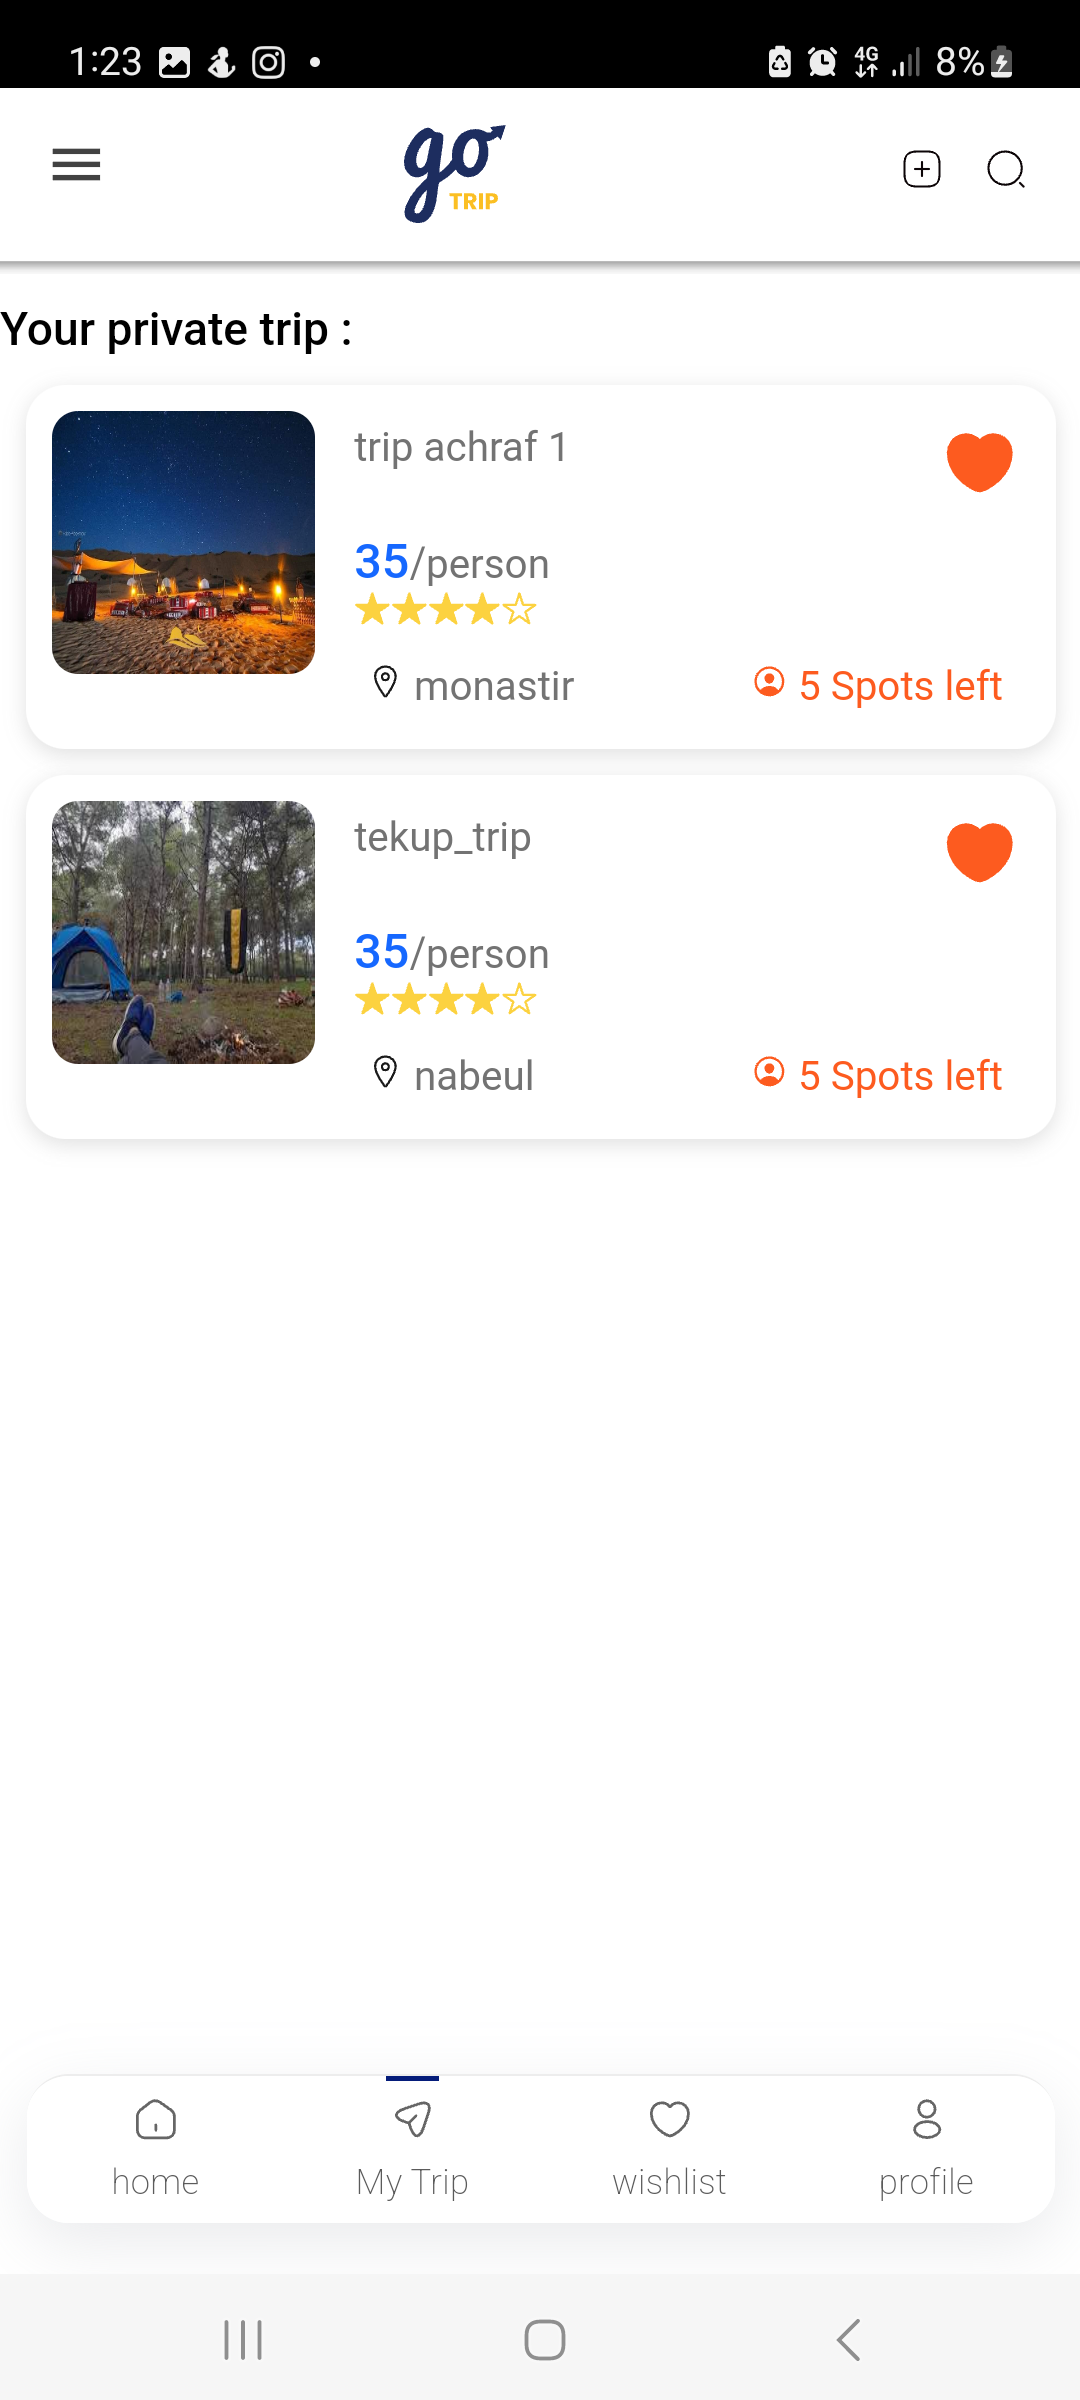 1:23
4G 8%
go
TRIP
Your private trip :
trip achraf 1
35/person
monastir
5 Spots left
tekup_trip
35/person
nabeul
5 Spots left
home My Trip wishlist profile